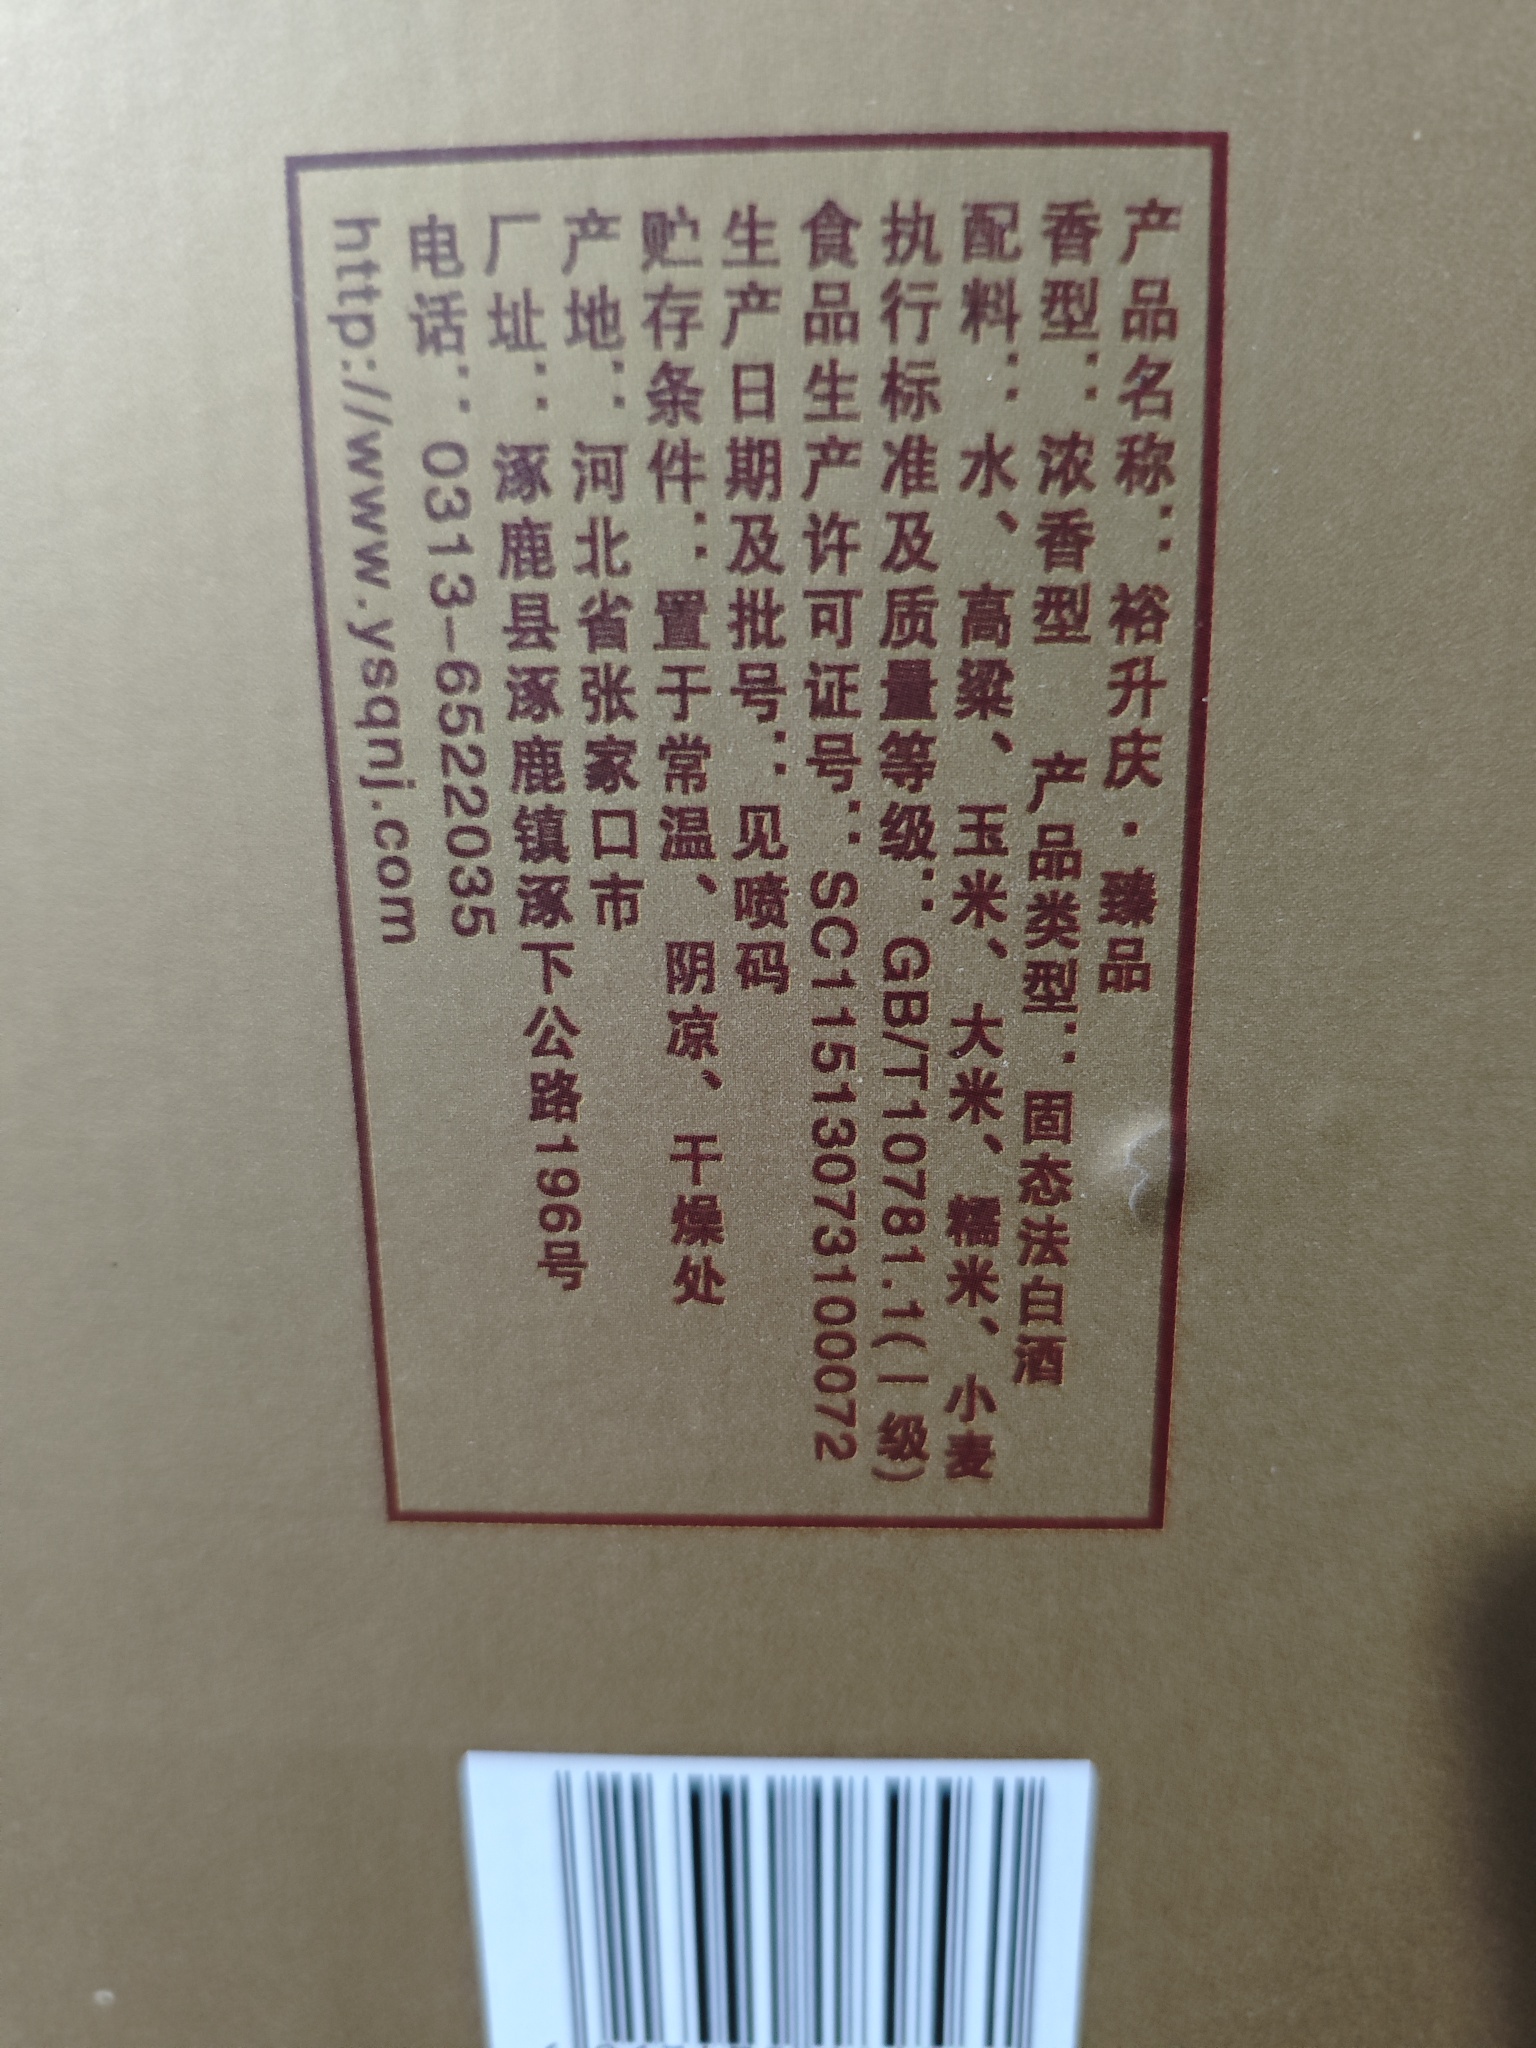 产品名称：裕升庆·臻品
香型：浓香型 产品类型：固态法白酒
配料：水、高粱、玉米、大米、糯米、小麦
执行标准及质量等级：GB/T10781.1(一级)
食品生产许可证号：SC11513073100072
生产日期及批号：见喷码
贮存条件：置于常温、阴凉、干燥处
产地：河北省张家口市
厂址：涿鹿县涿鹿镇涿下公路196号
电话：0313-6522035
http://www.ysqnj.com